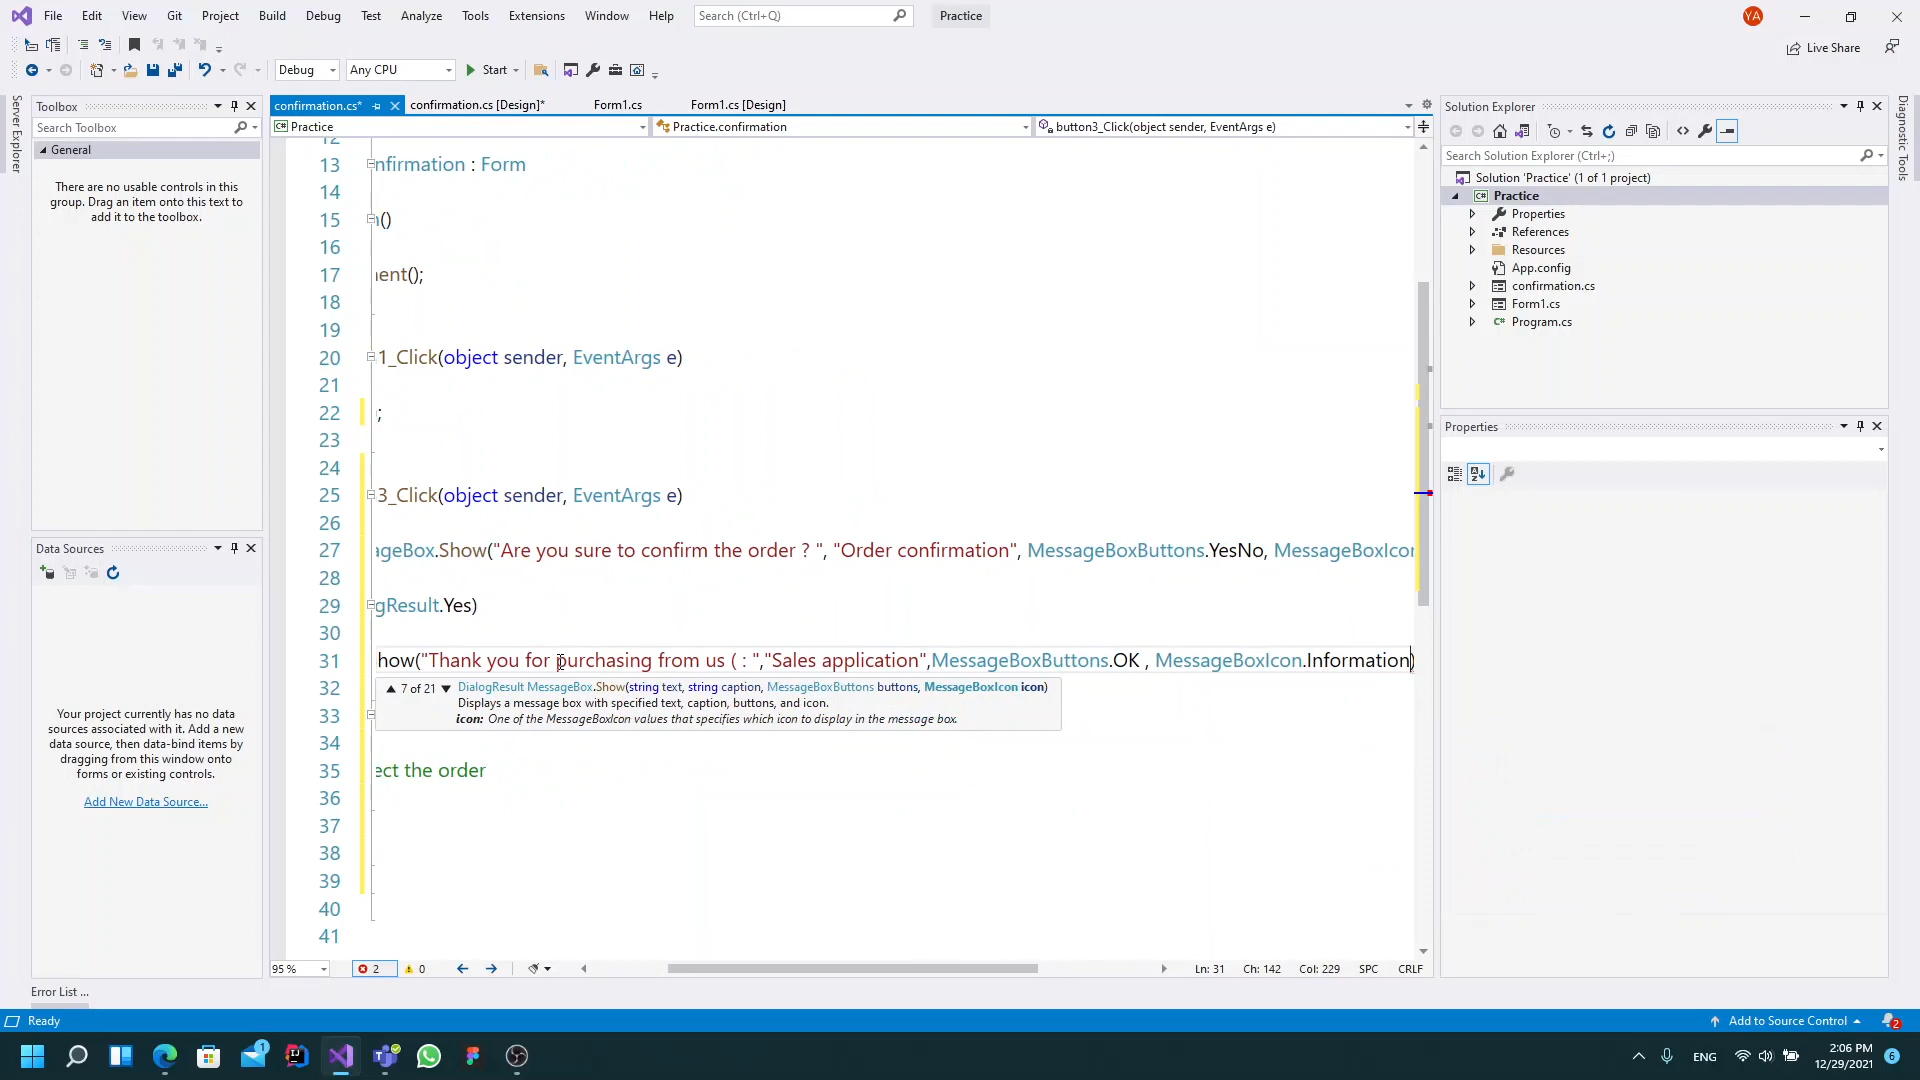 File Edit View Git Project Build Debug Test Analyze Tools Extensions Window Help Search (Ctrl+Q) Practice YA
Live Share
Debug Any CPU Start
Server Explorer
Toolbox
Search Toolbox
General
There are no usable controls in this
group. Drag an item onto this text to
add it to the toolbox.
Data Sources
Your project currently has no data
sources associated with it. Add a new
data source, then data-bind items by
dragging from this window onto
forms or existing controls.
Add New Data Source...
confirmation.cs* confirmation.cs [Design]* Form1.cs Form1.cs [Design]
Practice Practice.confirmation button3_Click(object sender, EventArgs e)
12
13 nfirmation : Form
14
15 ()
16
17 ent();
18
19
20 1_Click(object sender, EventArgs e)
21
22 ;
23
24
25 3_Click(object sender, EventArgs e)
26
27 ageBox.Show("Are you sure to confirm the order ? ", "Order confirmation", MessageBoxButtons.YesNo, MessageBoxIcon
28
29 gResult.Yes)
30
31 how("Thank you for purchasing from us ( : ","Sales application",MessageBoxButtons.OK , MessageBoxIcon.Information)
32
7 of 21 DialogResult MessageBox.Show(string text, string caption, MessageBoxButtons buttons, MessageBoxIcon icon)
Displays a message box with specified text, caption, buttons, and icon.
icon: One of the MessageBoxIcon values that specifies which icon to display in the message box.
33
34
35 ect the order
36
37
38
39
40
41
95 % 2 0 Ln: 31 Ch: 142 Col: 229 SPC CRLF
Solution Explorer
Search Solution Explorer (Ctrl+;)
Solution 'Practice' (1 of 1 project)
C# Practice
Properties
References
Resources
App.config
confirmation.cs
Form1.cs
C# Program.cs
Properties
Diagnostic Tools
Error List ...
Ready Add to Source Control 2
1 ENG 2:06 PM
12/29/2021 6